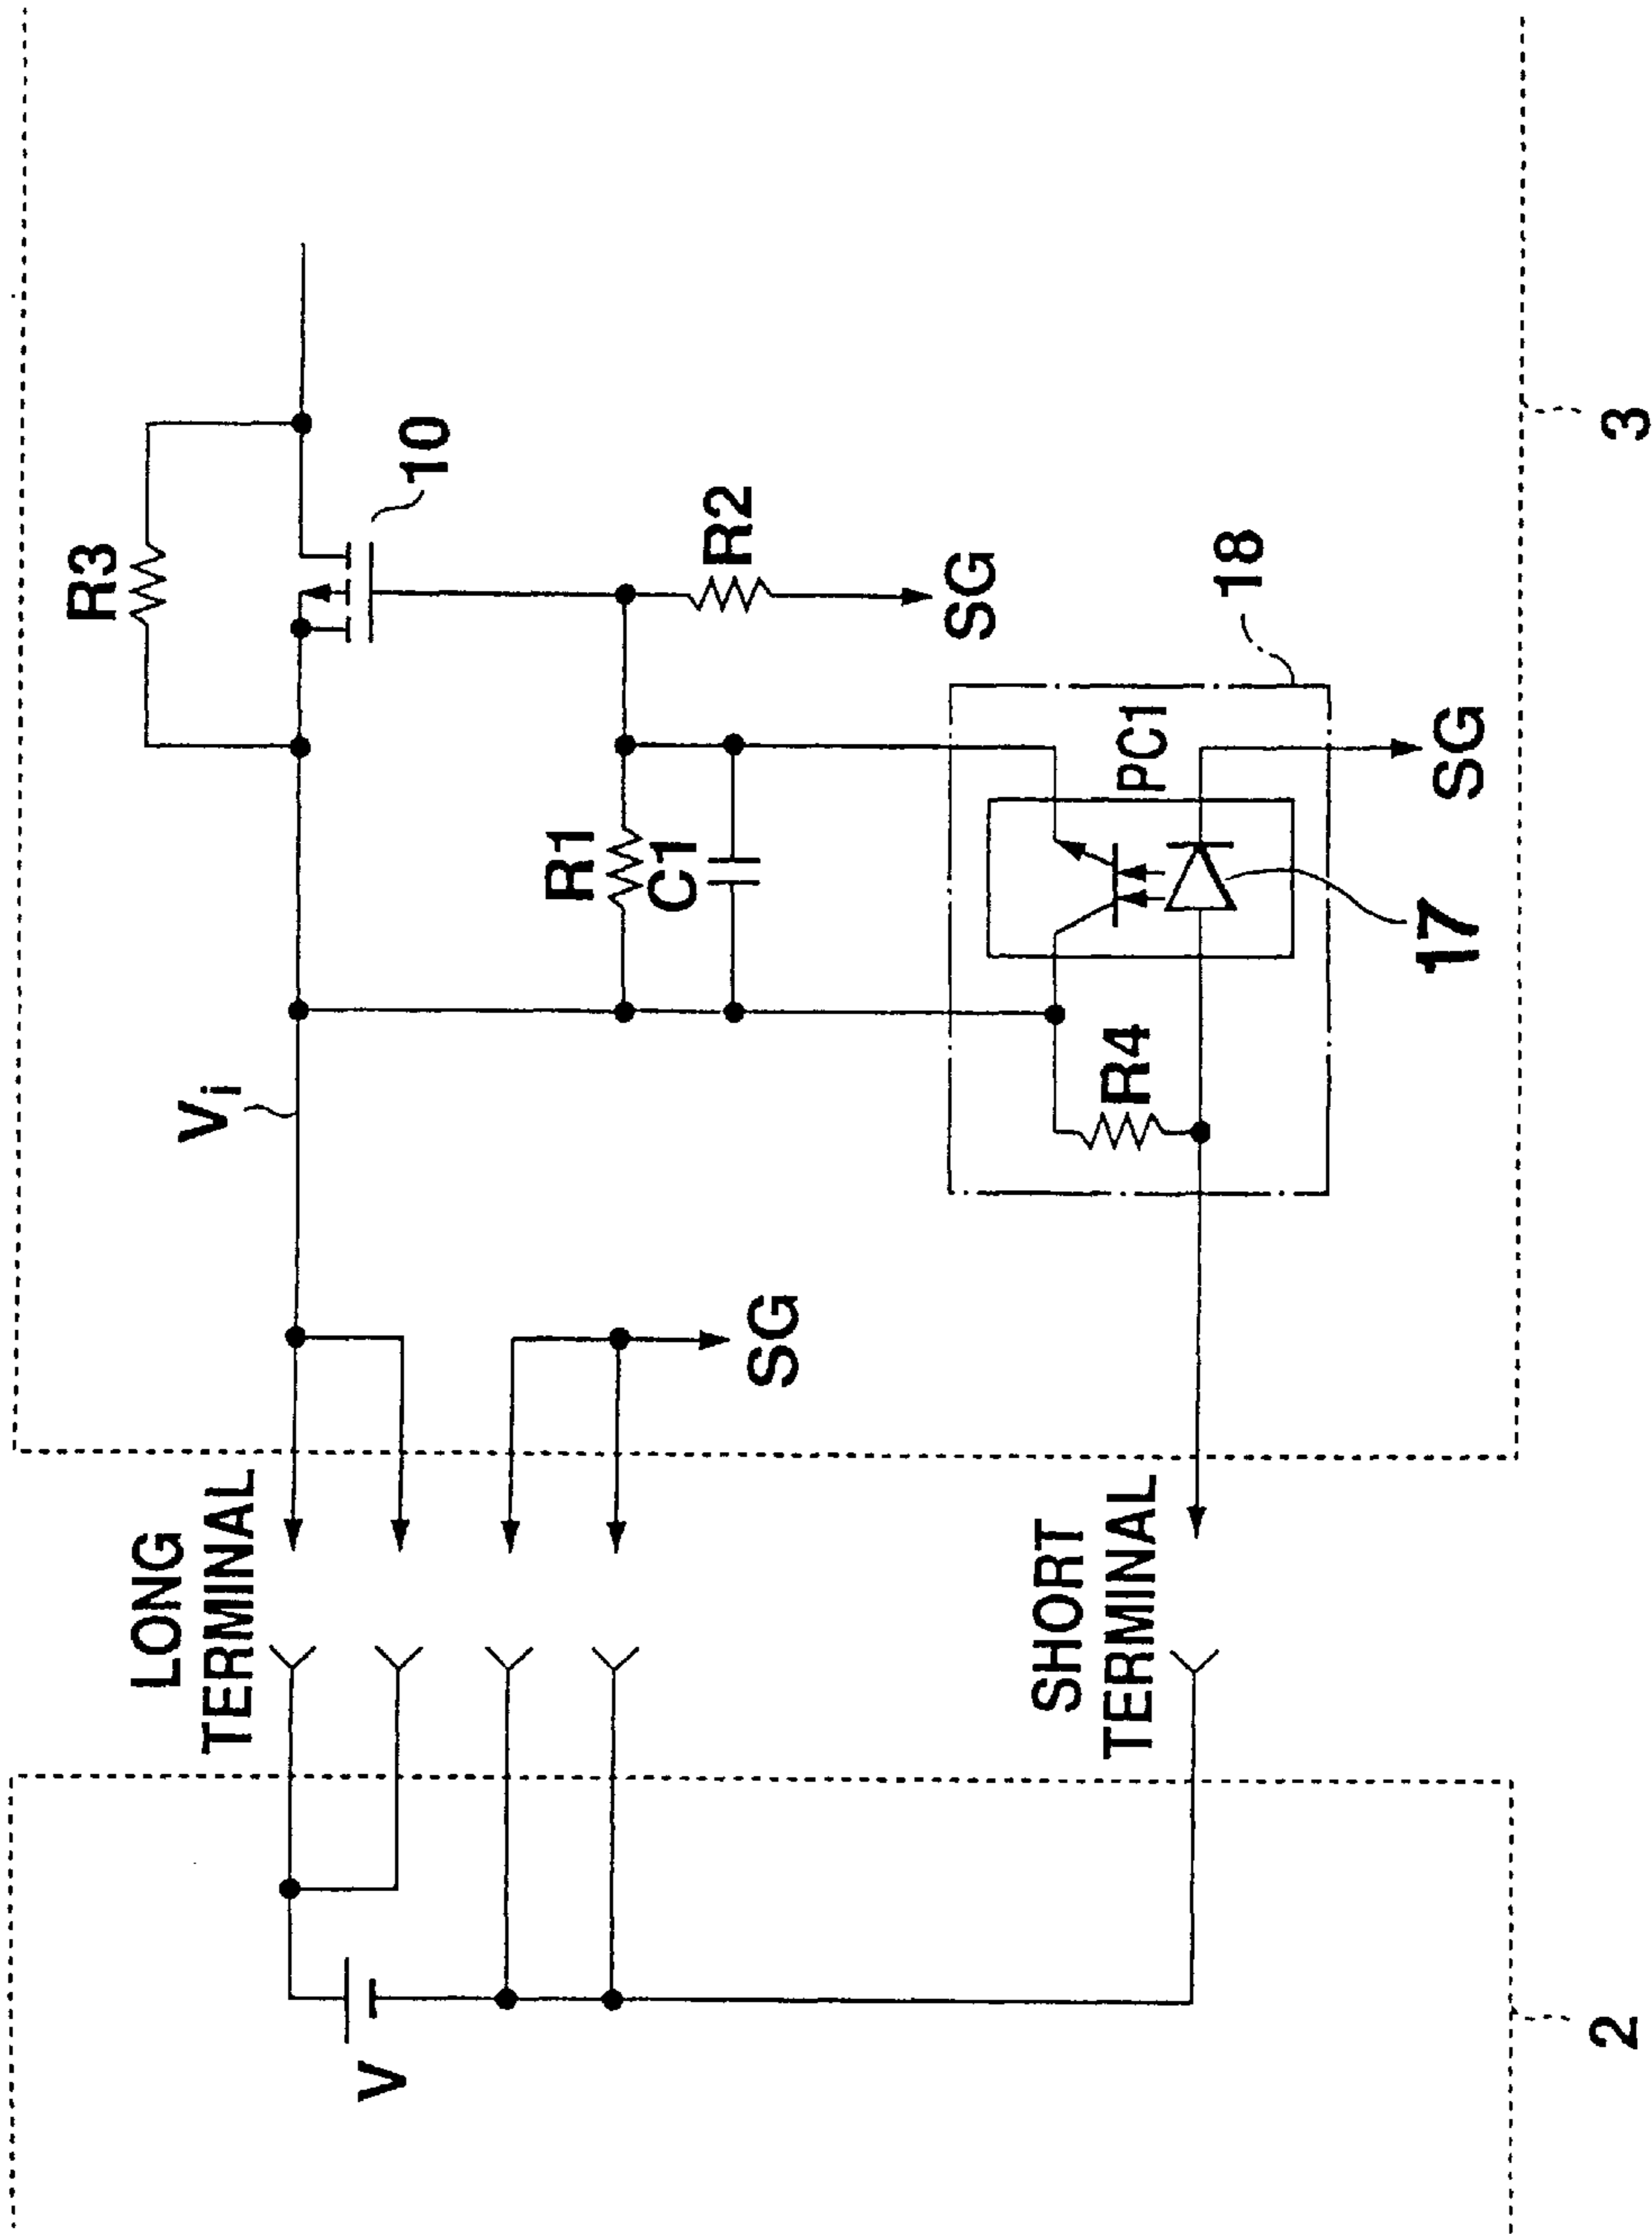 R3
10
Vi
R1
C1
R2
SG
18
PC1
R4
SG
17
SG
LONG
TERMINAL
SHORT
TERMINAL
V
2
3